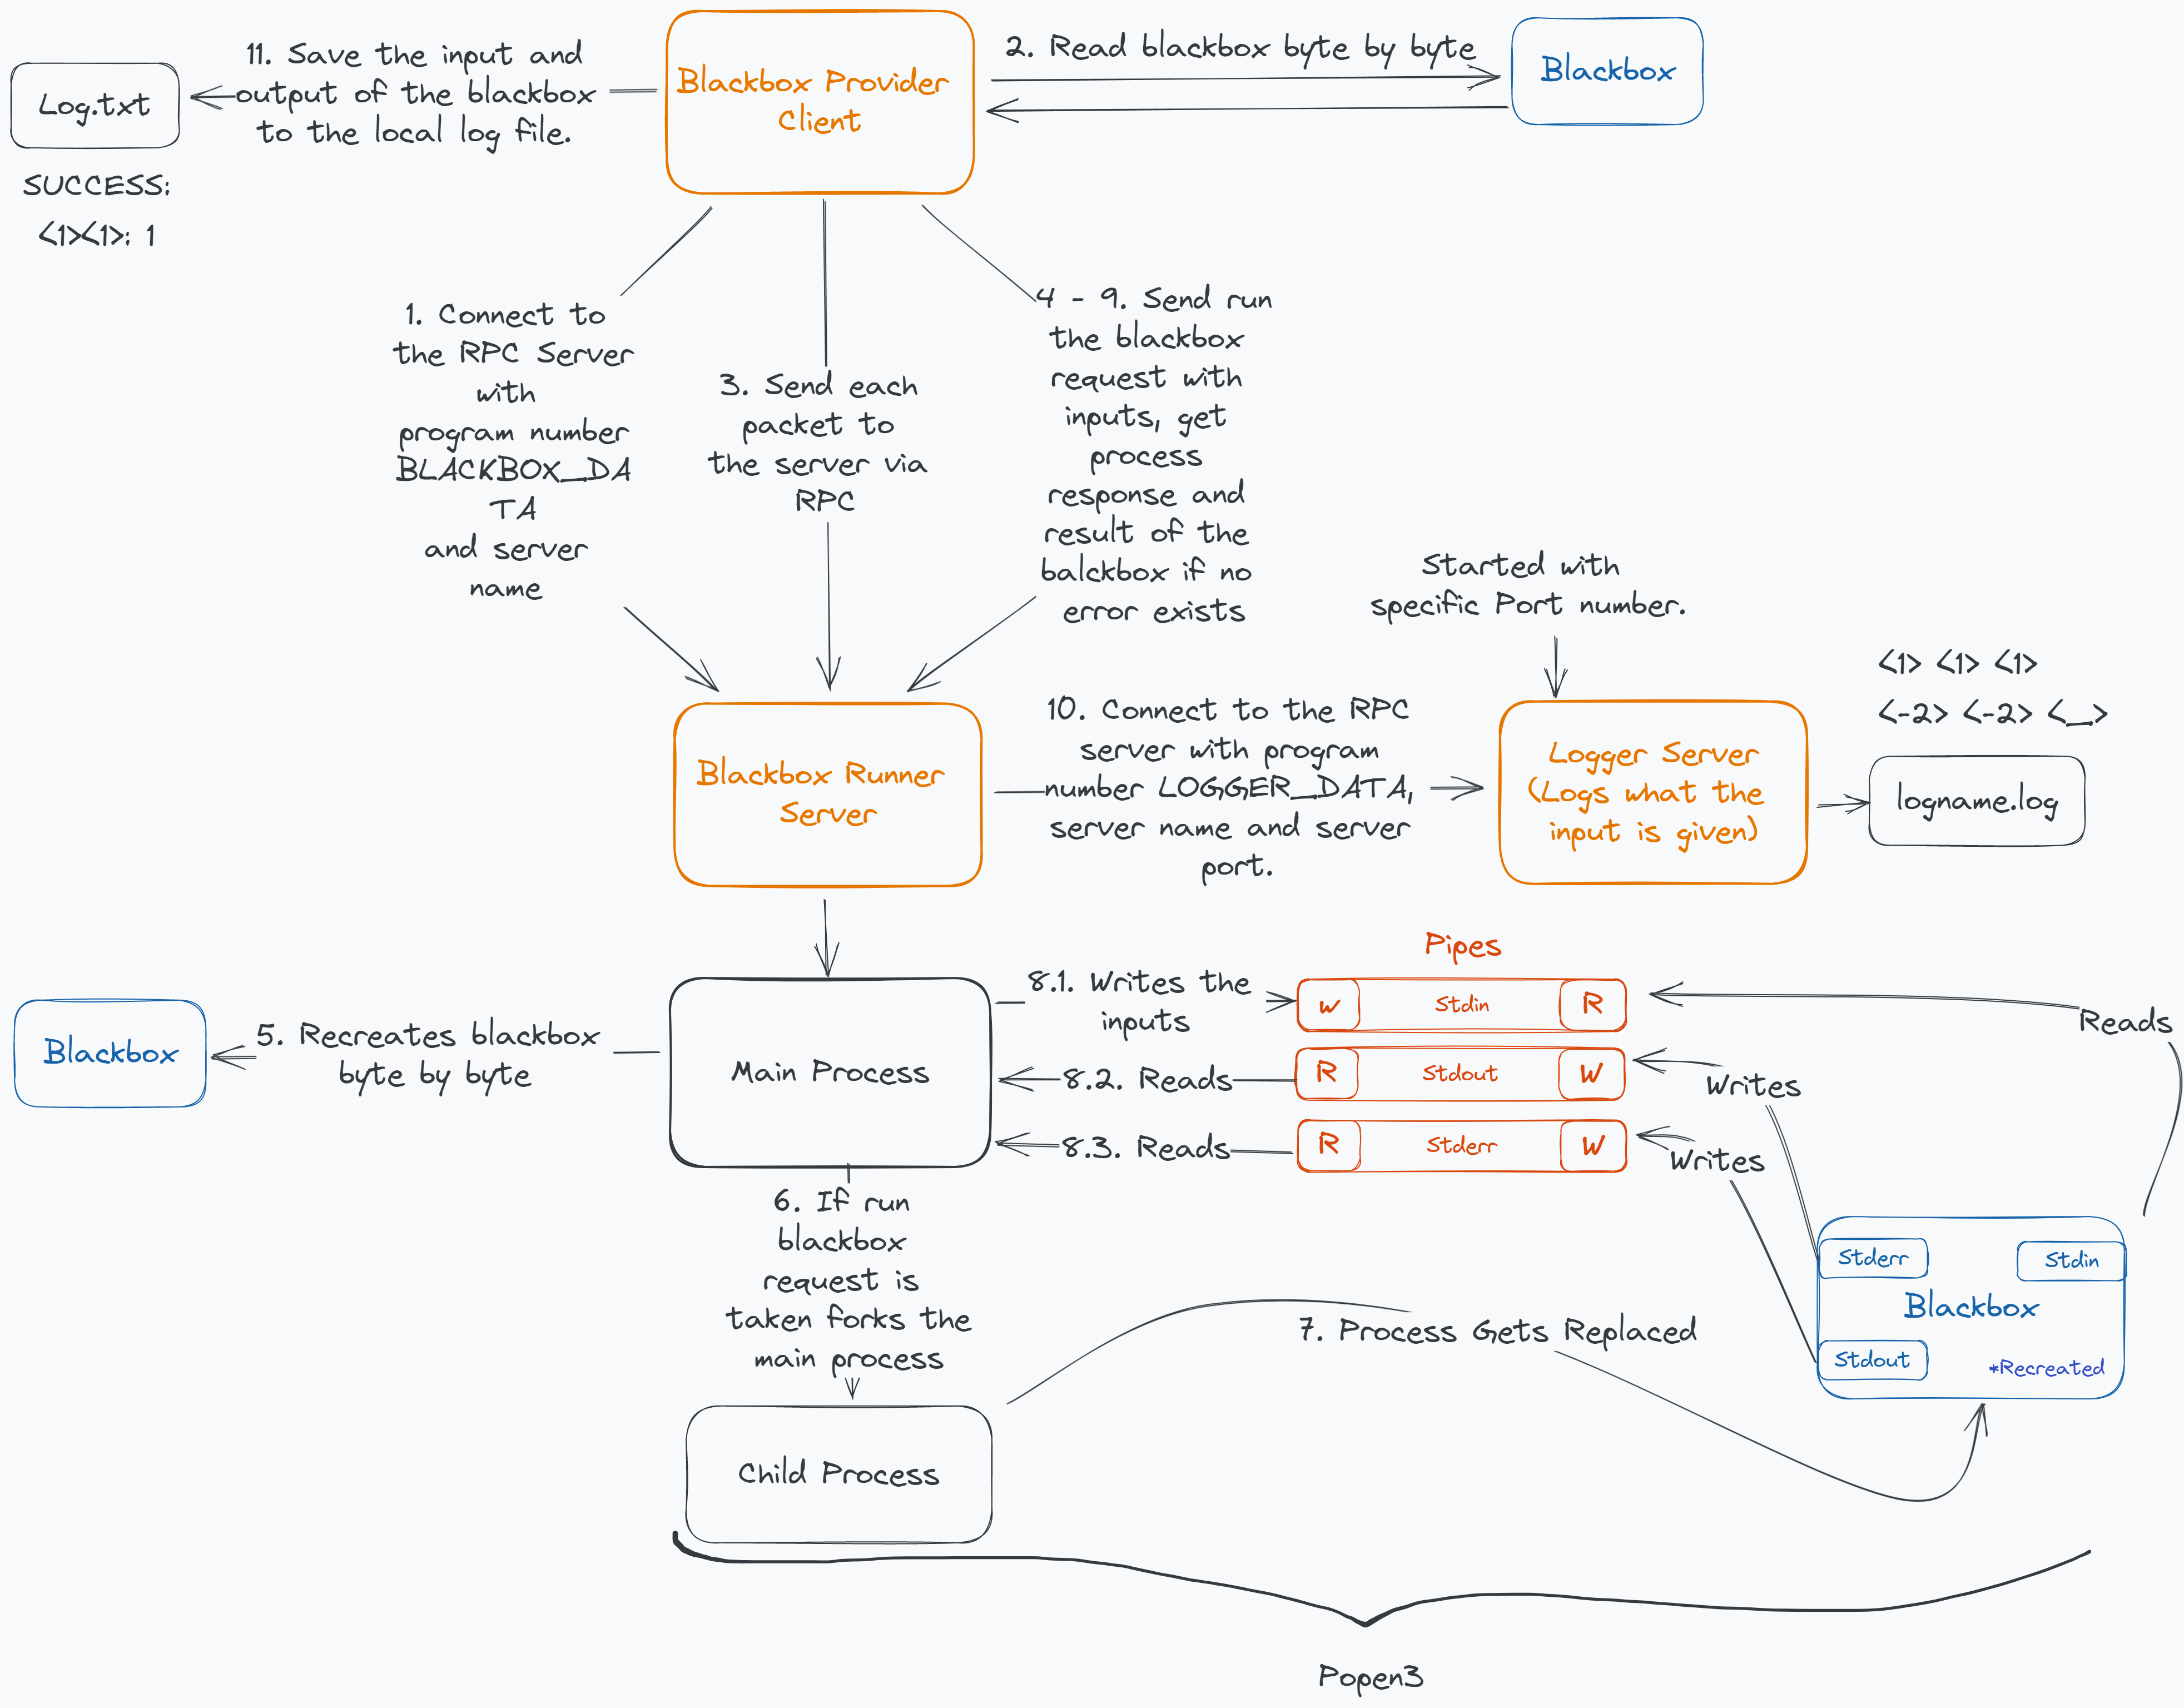 11. Save the input and
output of the blackbox
to the local log file.
Log.txt
SUCCESS:
<1><1>: 1
Blackbox Provider
Client
2. Read blackbox byte by byte
Blackbox
1. Connect to
the RPC Server
with
program number
BLACKBOX_DA
TA
and server
name
3. Send each
packet to
the server via
RPC
4 - 9. Send run
the blackbox
request with
inputs, get
process
response and
result of the
balckbox if no
error exists
Started with
specific Port number.
Blackbox Runner
Server
10. Connect to the RPC
server with program
number LOGGER_DATA,
server name and server
port.
Logger Server
(Logs what the
input is given)
<1> <1> <1>
<-2> <-2> <_>
logname.log
Blackbox
5. Recreates blackbox
byte by byte
Main Process
8.1. Writes the
inputs
8.2. Reads
8.3. Reads
Pipes
W Stdin R
R Stdout W
R Stderr W
Reads
Writes
Writes
6. If run
blackbox
request is
taken forks the
main process
Child Process
7. Process Gets Replaced
Stderr
Stdin
Blackbox
Stdout
*Recreated
Popen3